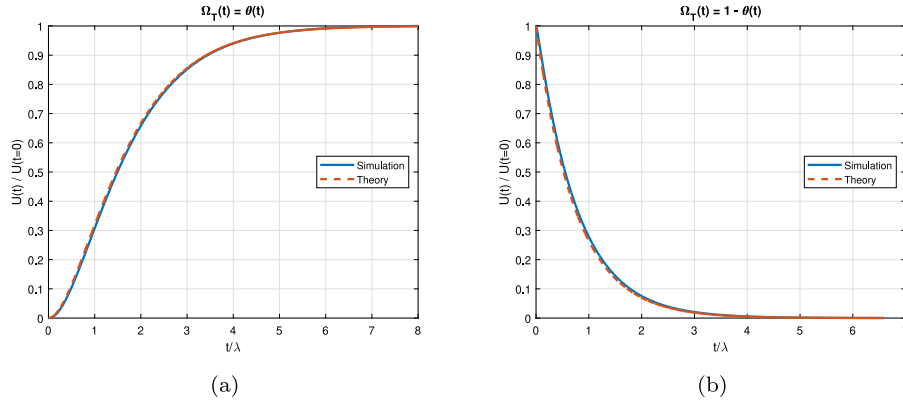 Ω_T(t) = θ(t)
U(t) / U(t=0)
1
0.9
0.8
0.7
0.6
0.5
0.4
0.3
0.2
0.1
0
Simulation
Theory
0 1 2 3 4 5 6 7 8
t/λ
(a)
Ω_T(t) = 1 - θ(t)
U(t) / U(t=0)
1
0.9
0.8
0.7
0.6
0.5
0.4
0.3
0.2
0.1
0
Simulation
Theory
0 1 2 3 4 5 6 7
t/λ
(b)